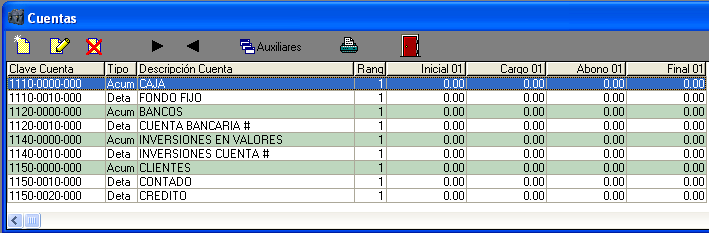 Cuentas
Auxiliares
Clave Cuenta Tipo Descripción Cuenta Rang Inicial 01 Cargo 01 Abono 01 Final 01
1110-0000-000 Acum CAJA 1 0.00 0.00 0.00 0.00
1110-0010-000 Deta FONDO FIJO 1 0.00 0.00 0.00 0.00
1120-0000-000 Acum BANCOS 1 0.00 0.00 0.00 0.00
1120-0010-000 Deta CUENTA BANCARIA # 1 0.00 0.00 0.00 0.00
1140-0000-000 Acum INVERSIONES EN VALORES 1 0.00 0.00 0.00 0.00
1140-0010-000 Deta INVERSIONES CUENTA # 1 0.00 0.00 0.00 0.00
1150-0000-000 Acum CLIENTES 1 0.00 0.00 0.00 0.00
1150-0010-000 Deta CONTADO 1 0.00 0.00 0.00 0.00
1150-0020-000 Deta CREDITO 1 0.00 0.00 0.00 0.00